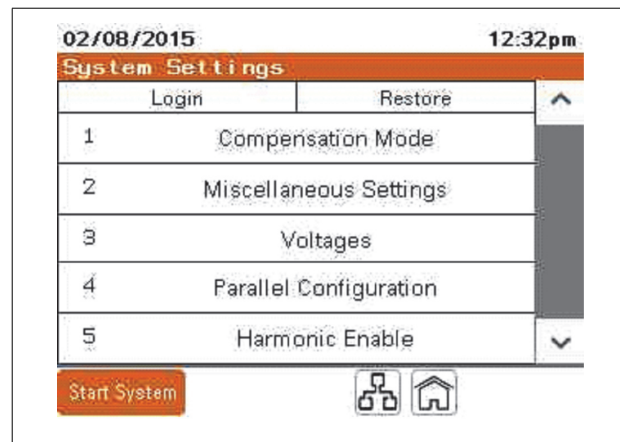 02/08/2015 12:32pm
System Settings
Login Restore
1 Compensation Mode
2 Miscellaneous Settings
3 Voltages
4 Parallel Configuration
5 Harmonic Enable
Start System